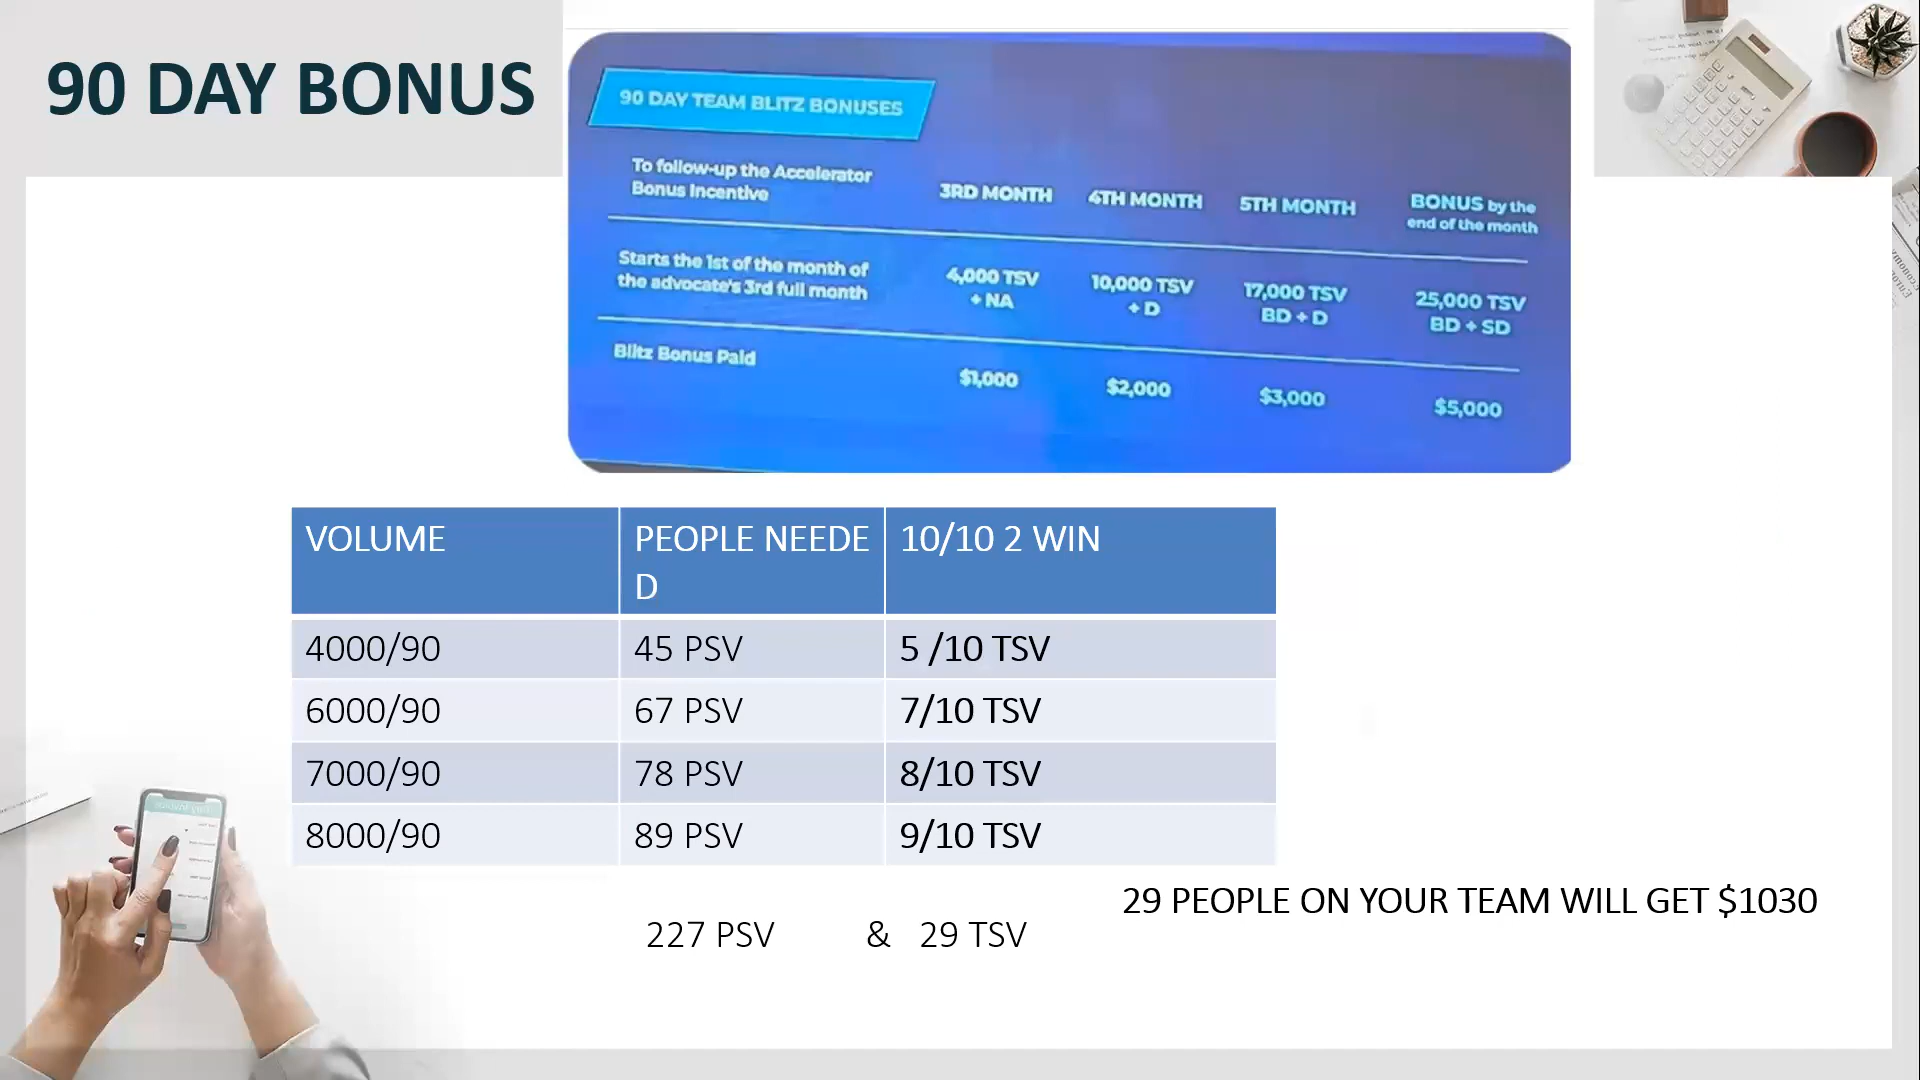 90 DAY BONUS
90 DAY TEAM BLITZ BONUSES
To follow-up the Accelerator
Bonus Incentive
3RD MONTH
4TH MONTH
5TH MONTH
BONUS by the
end of the month
Starts the 1st of the month of
the advocate's 3rd full month
4,000 TSV
+ NA
10,000 TSV
+ D
17,000 TSV
BD + D
25,000 TSV
BD + SD
Blitz Bonus Paid
$1,000
$2,000
$3,000
$5,000
VOLUME
PEOPLE NEEDE
D
10/10 2 WIN
4000/90
45 PSV
5 /10 TSV
6000/90
67 PSV
7/10 TSV
7000/90
78 PSV
8/10 TSV
8000/90
89 PSV
9/10 TSV
29 PEOPLE ON YOUR TEAM WILL GET $1030
227 PSV & 29 TSV